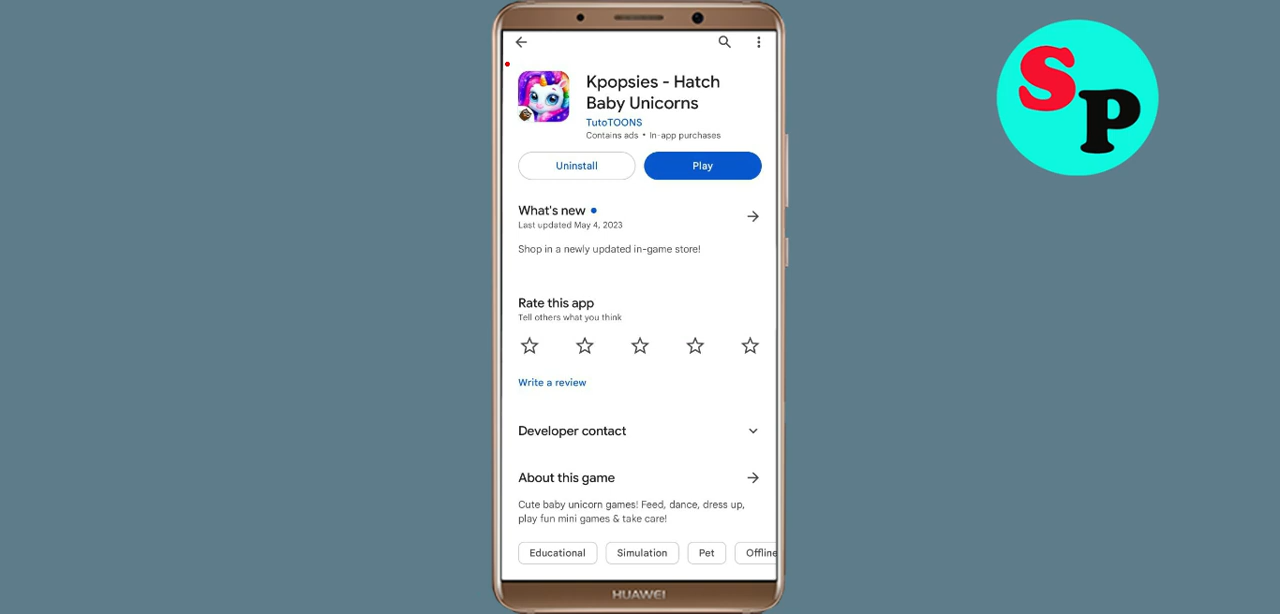 Kpopsies - Hatch
Baby Unicorns
TutoTOONS
Contains ads • In-app purchases
Uninstall
Play
What's new
Last updated May 4, 2023
Shop in a newly updated in-game store!
Rate this app
Tell others what you think
Write a review
Developer contact
About this game
Cute baby unicorn games! Feed, dance, dress up,
play fun mini games & take care!
Educational
Simulation
Pet
Offline
HUAWEI
SP